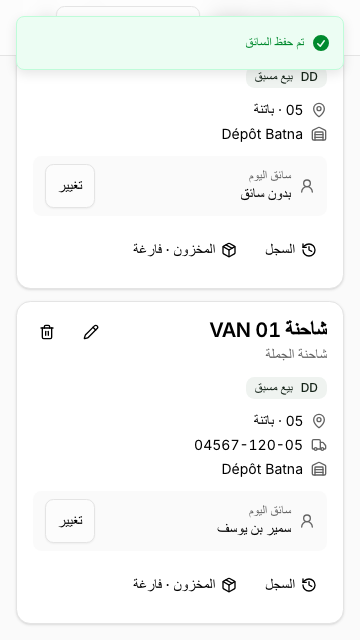 تم حفظ السائق
DD بيع مسبق
05 · باتنة
Dépôt Batna
سائق اليوم
بدون سائق
تغيير
السجل
المخزون · فارغة
شاحنة VAN 01
شاحنة الجملة
DD بيع مسبق
05 · باتنة
04567-120-05
Dépôt Batna
سائق اليوم
سمير بن يوسف
تغيير
السجل
المخزون · فارغة